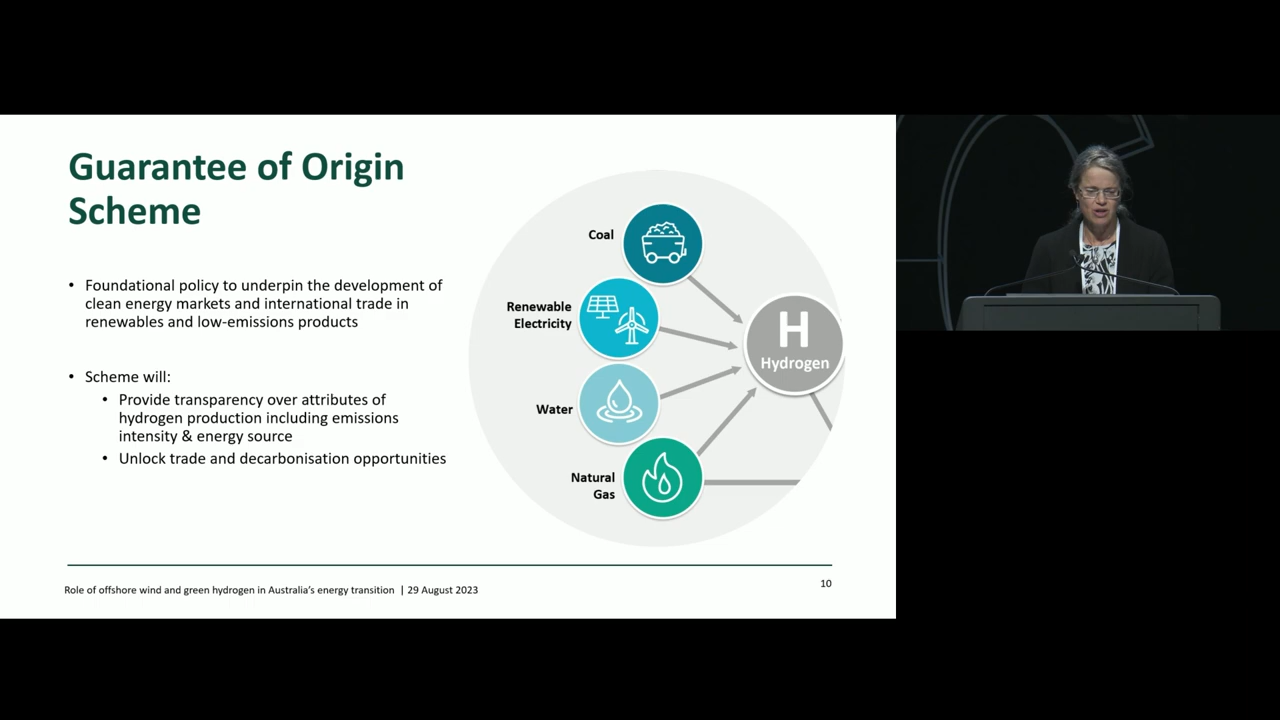 Guarantee of Origin
Scheme
• Foundational policy to underpin the development of
clean energy markets and international trade in
renewables and low-emissions products
• Scheme will:
• Provide transparency over attributes of
hydrogen production including emissions
intensity & energy source
• Unlock trade and decarbonisation opportunities
Coal
Renewable
Electricity
Water
Natural
Gas
H
Hydrogen
Role of offshore wind and green hydrogen in Australia's energy transition | 29 August 2023
10